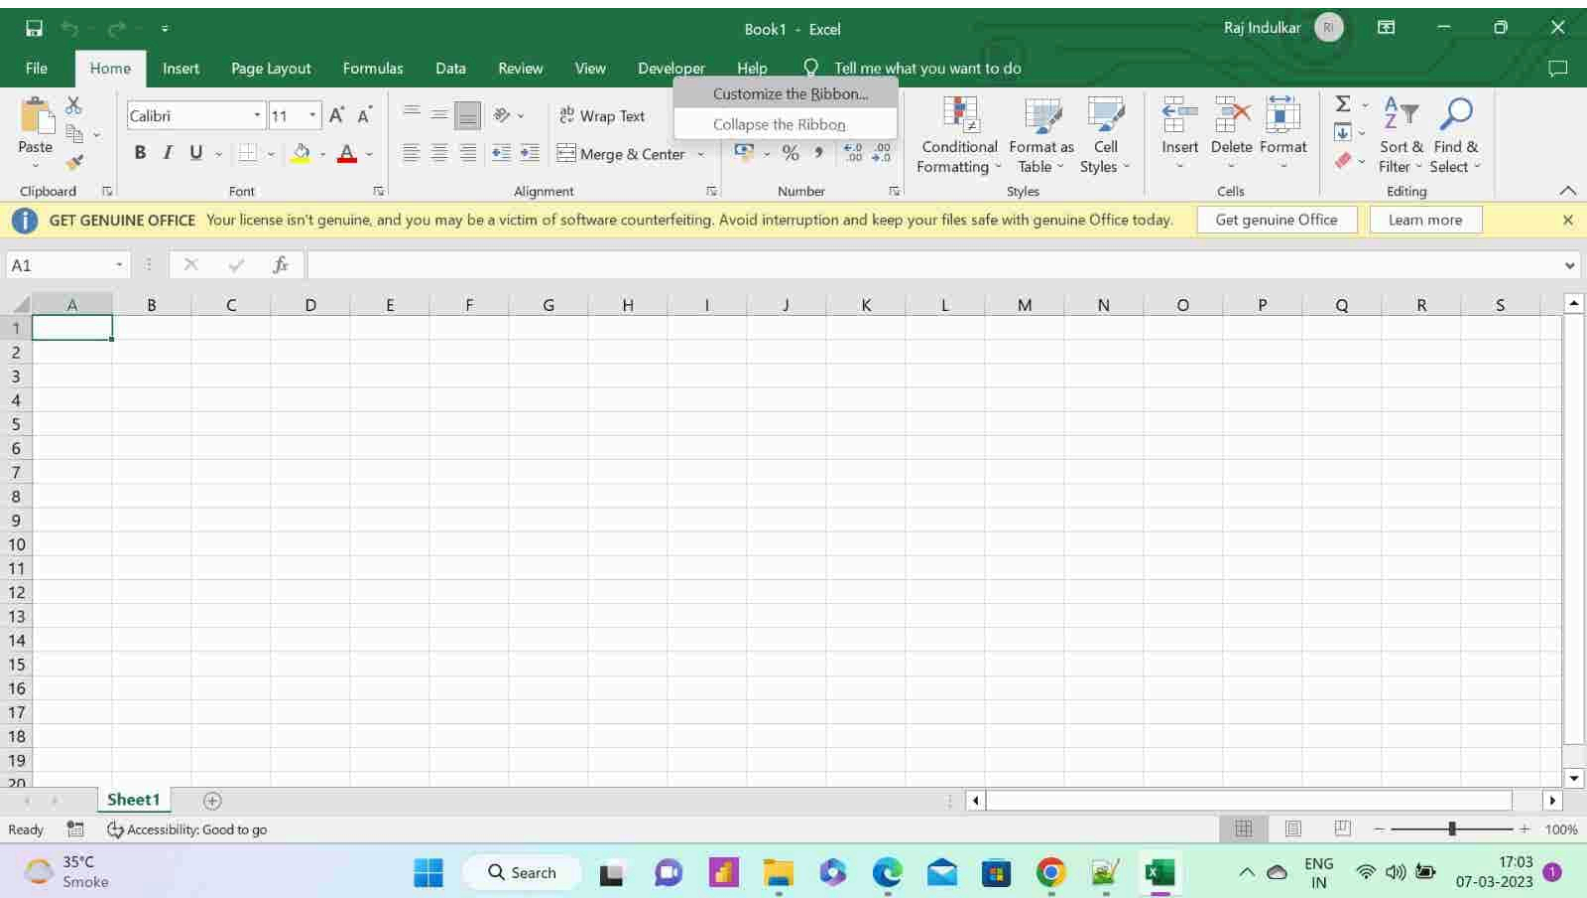 Book1 - Excel
Raj Indulkar
RI
File Home Insert Page Layout Formulas Data Review View Developer Help Tell me what you want to do
Customize the Ribbon...
Collapse the Ribbon
Paste
Calibri 11
A A
B I U A
ab Wrap Text
Merge & Center
% 9
Conditional Formatting
Format as Table
Cell Styles
Insert Delete Format
Σ
A Z
Sort & Filter
Find & Select
Clipboard Font Alignment Number Styles Cells Editing
GET GENUINE OFFICE Your license isn't genuine, and you may be a victim of software counterfeiting. Avoid interruption and keep your files safe with genuine Office today. Get genuine Office Learn more
A1 fx
A B C D E F G H I J K L M N O P Q R S
1
2
3
4
5
6
7
8
9
10
11
12
13
14
15
16
17
18
19
20
Sheet1
Ready Accessibility: Good to go 100%
35°C
Smoke
Search
ENG
IN
17:03
07-03-2023
1